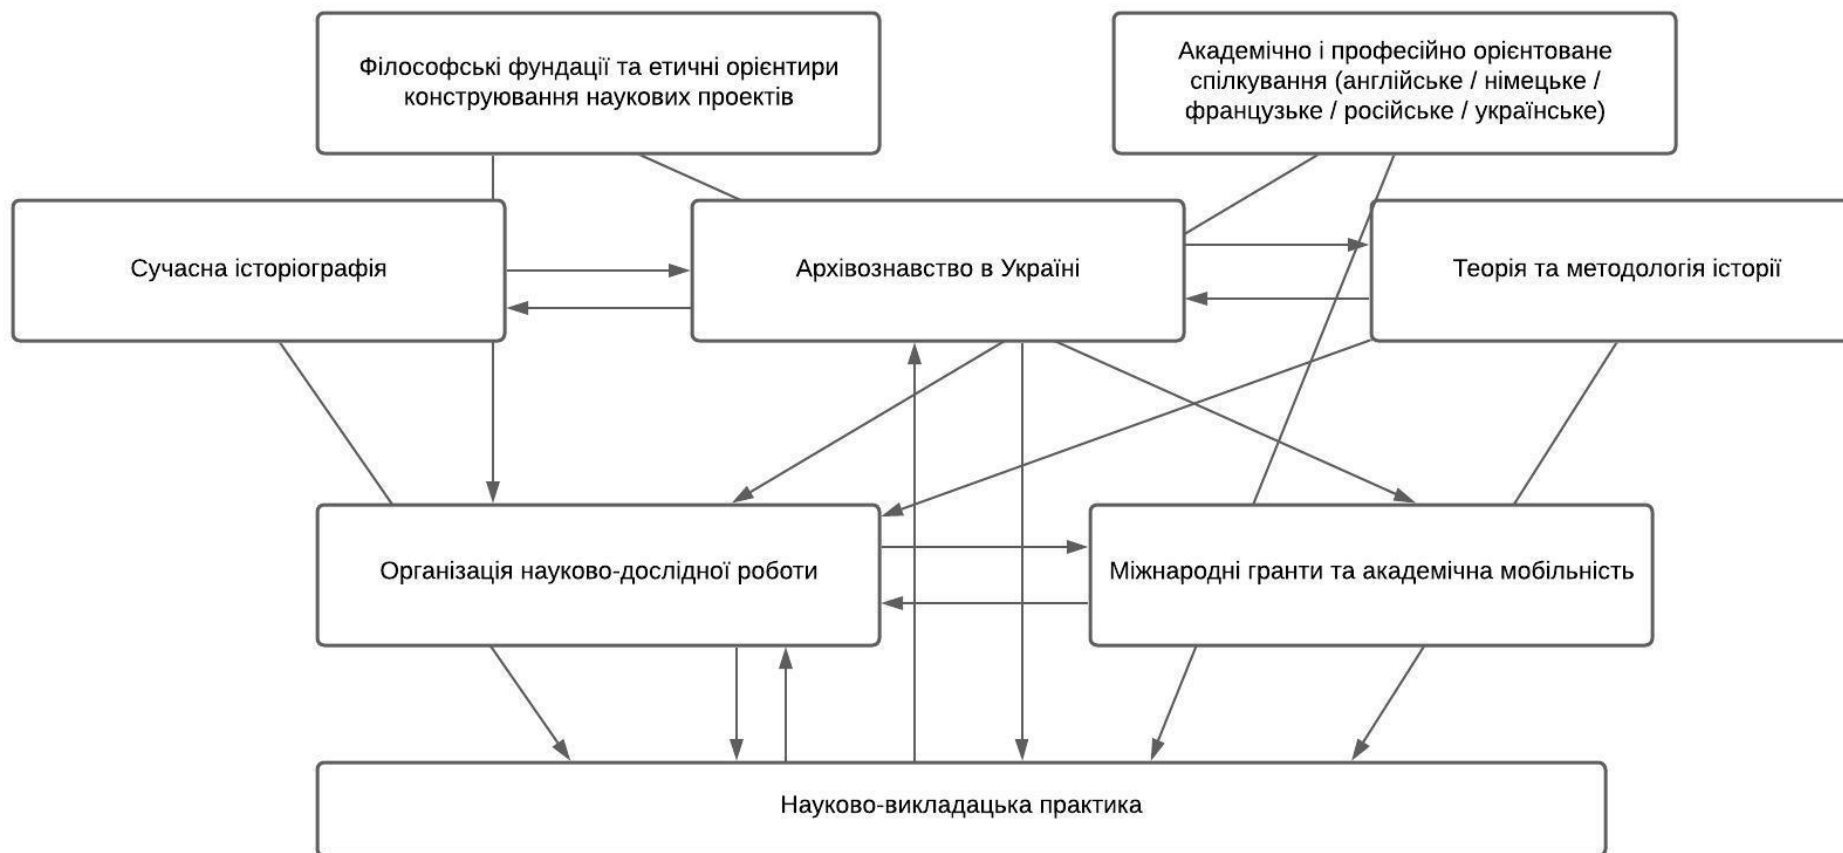 Філософські фундації та етичні орієнтири
конструювання наукових проектів
Академічно і професійно орієнтоване
спілкування (англійське / німецьке /
французьке / російське / українське)
Сучасна історіографія
Архівознавство в Україні
Теорія та методологія історії
Організація науково-дослідної роботи
Міжнародні гранти та академічна мобільність
Науково-викладацька практика